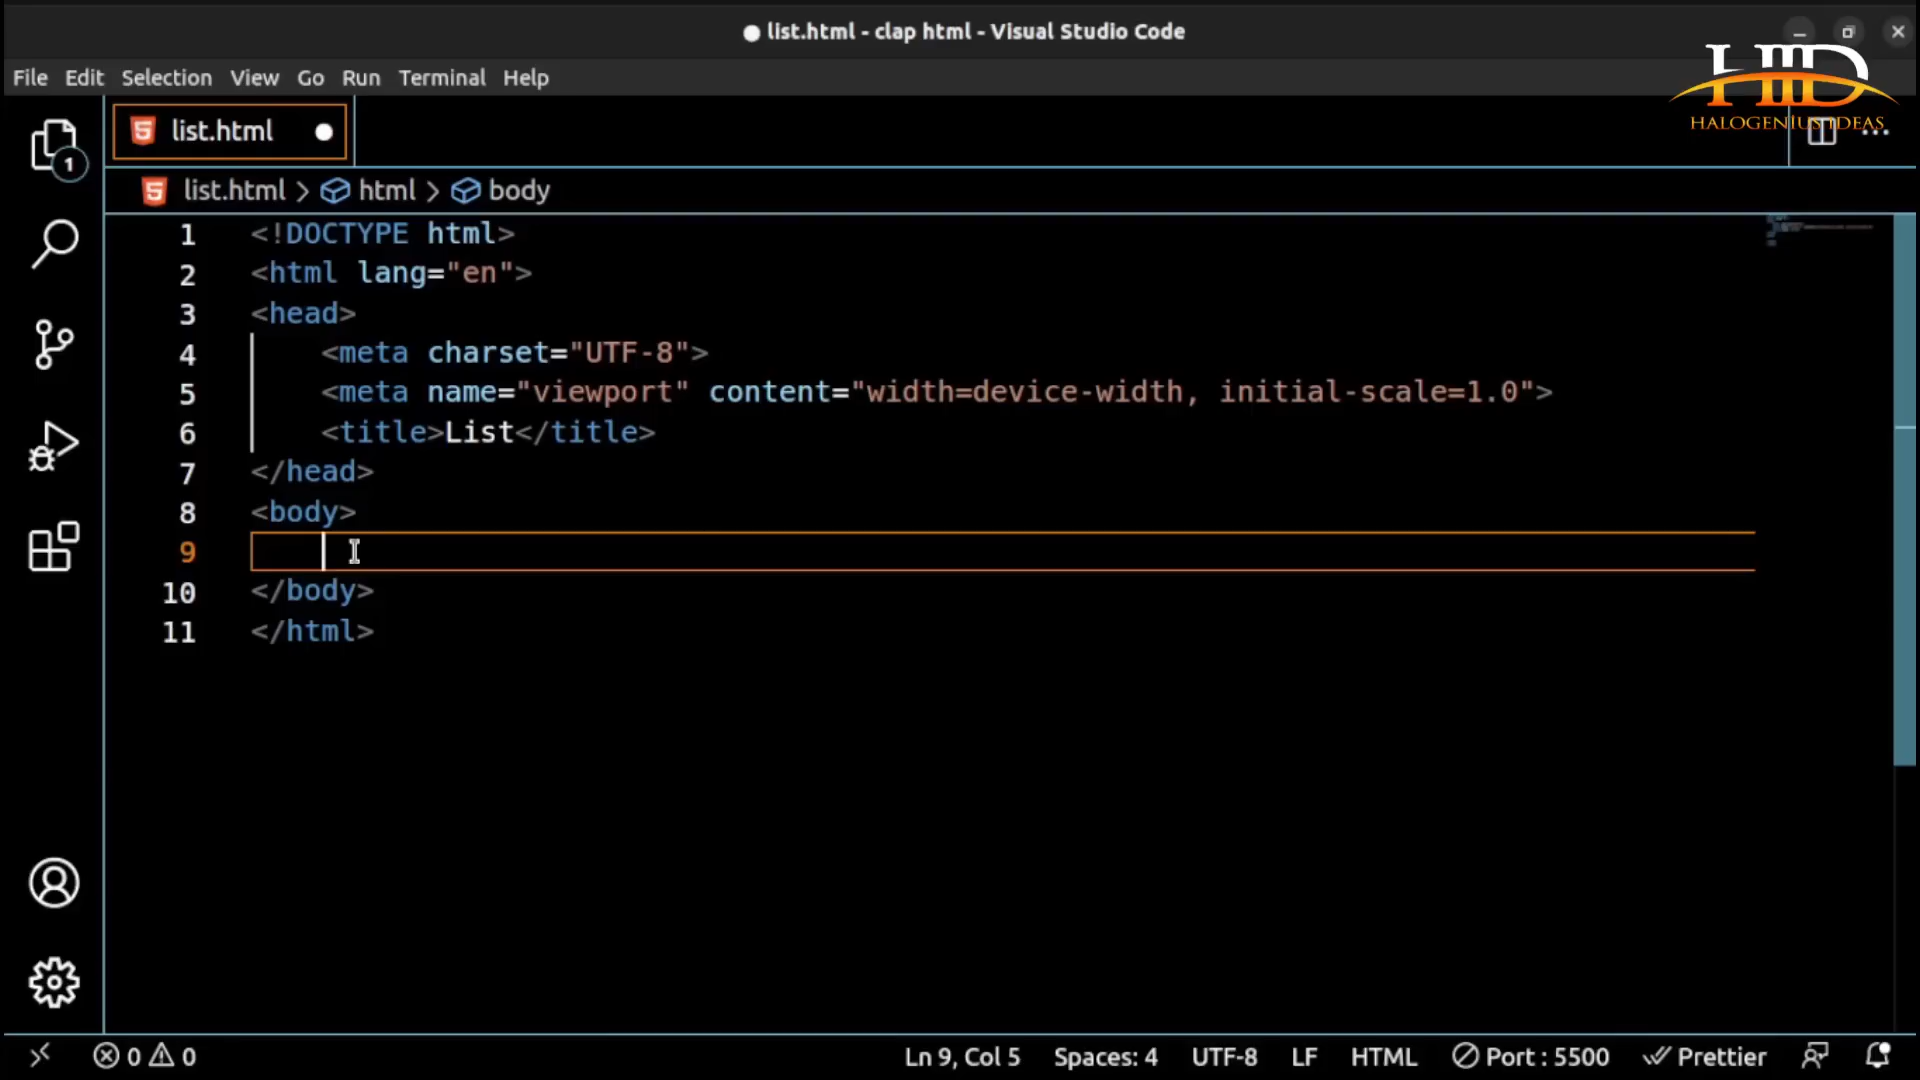 list.html - clap html - Visual Studio Code
File Edit Selection View Go Run Terminal Help
HID
HALOGENIUS IDEAS
list.html
1
list.html > html > body
1 <!DOCTYPE html>
2 <html lang="en">
3 <head>
4     <meta charset="UTF-8">
5     <meta name="viewport" content="width=device-width, initial-scale=1.0">
6     <title>List</title>
7 </head>
8 <body>
9
10 </body>
11 </html>
0 0 Ln 9, Col 5 Spaces: 4 UTF-8 LF HTML Port : 5500 Prettier